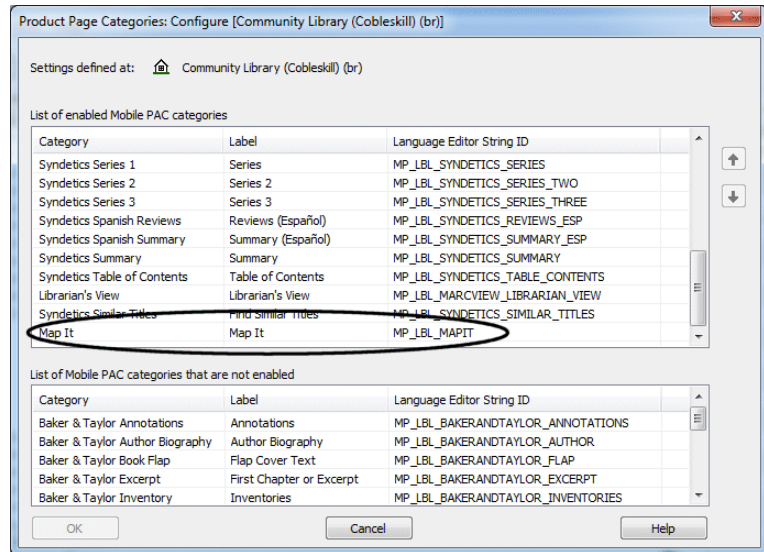 Product Page Categories: Configure [Community Library (Cobleskill) (br)]
Settings defined at: Community Library (Cobleskill) (br)
List of enabled Mobile PAC categories
Category Label Language Editor String ID
Syndetics Series 1 Series MP_LBL_SYNDETICS_SERIES
Syndetics Series 2 Series 2 MP_LBL_SYNDETICS_SERIES_TWO
Syndetics Series 3 Series 3 MP_LBL_SYNDETICS_SERIES_THREE
Syndetics Spanish Reviews Reviews (Español) MP_LBL_SYNDETICS_REVIEWS_ESP
Syndetics Spanish Summary Summary (Español) MP_LBL_SYNDETICS_SUMMARY_ESP
Syndetics Summary Summary MP_LBL_SYNDETICS_SUMMARY
Syndetics Table of Contents Table of Contents MP_LBL_SYNDETICS_TABLE_CONTENTS
Librarian's View Librarian's View MP_LBL_MARCVIEW_LIBRARIAN_VIEW
Syndetics Similar Titles Find Similar Titles MP_LBL_SYNDETICS_SIMILAR_TITLES
Map It Map It MP_LBL_MAPIT
List of Mobile PAC categories that are not enabled
Category Label Language Editor String ID
Baker & Taylor Annotations Annotations MP_LBL_BAKERANDTAYLOR_ANNOTATIONS
Baker & Taylor Author Biography Author Biography MP_LBL_BAKERANDTAYLOR_AUTHOR
Baker & Taylor Book Flap Flap Cover Text MP_LBL_BAKERANDTAYLOR_FLAP
Baker & Taylor Excerpt First Chapter or Excerpt MP_LBL_BAKERANDTAYLOR_EXCERPT
Baker & Taylor Inventory Inventories MP_LBL_BAKERANDTAYLOR_INVENTORIES
OK Cancel Help